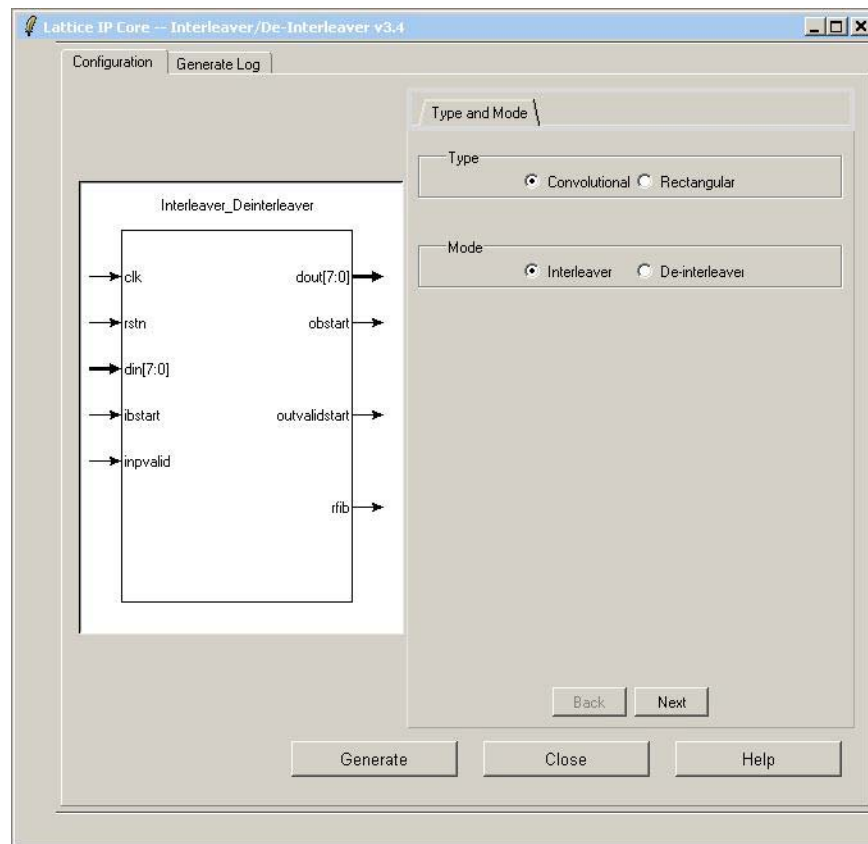 Lattice IP Core -- Interleaver/De-Interleaver v3.4
Configuration Generate Log
Type and Mode
Type
Convolutional Rectangular
Mode
Interleaver De-interleaver
Interleaver_Deinterleaver
clk dout[7:0]
rstn obstart
din[7:0]
ibstart outvalidstart
inpvalid
rfib
Back Next
Generate Close Help